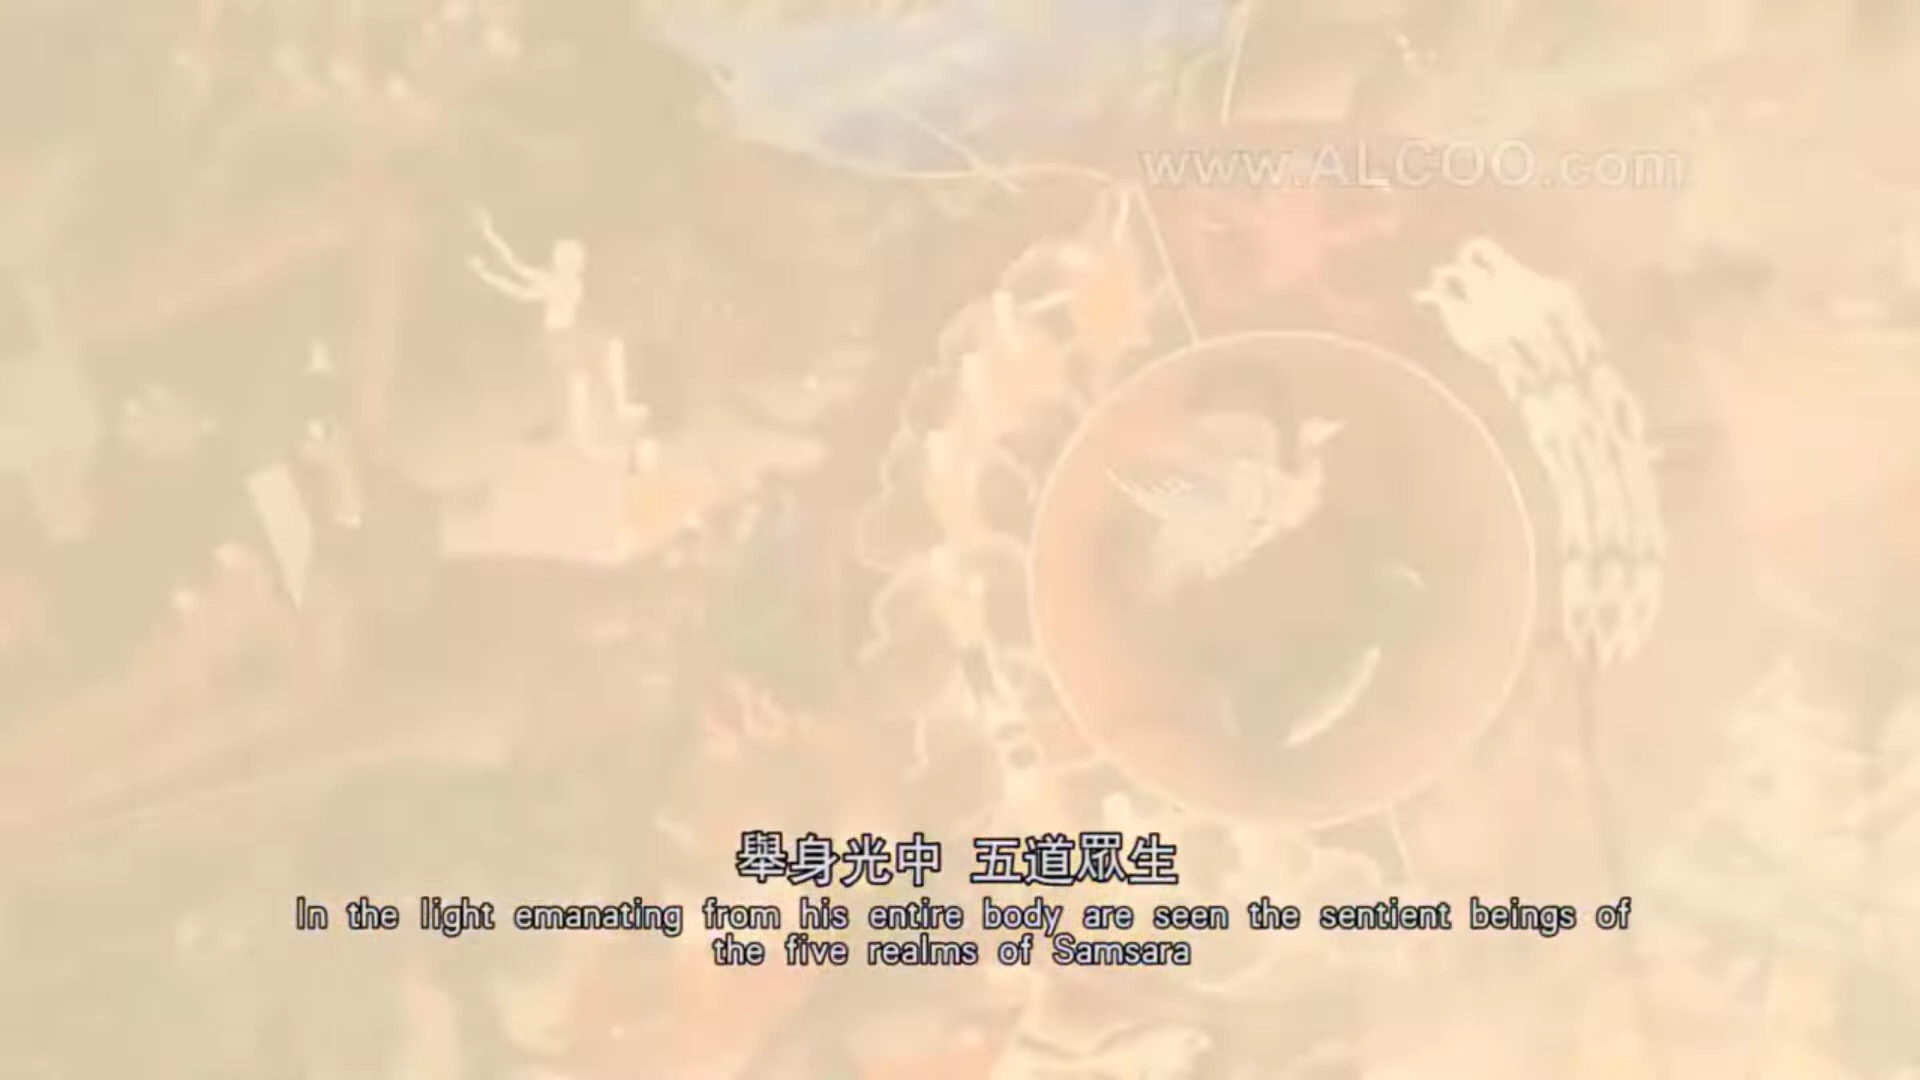 www.ALCOO.com
舉身光中 五道眾生
In the light emanating from his entire body are seen the sentient beings of
the five realms of Samsara